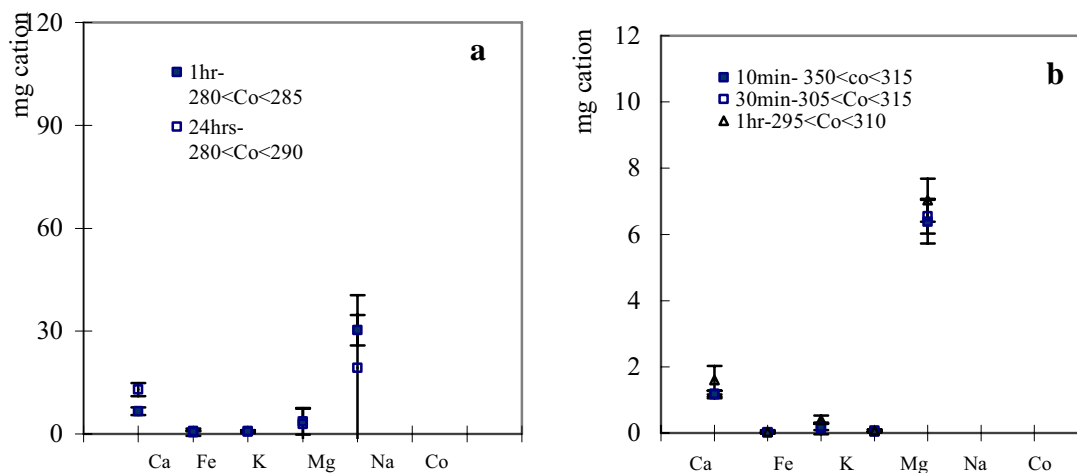 120
90
60
30
0
mg cation
a
1hr-
280<Co<285
24hrs-
280<Co<290
Ca Fe K Mg Na Co
12
10
8
6
4
2
0
mg cation
b
10min- 350<co<315
30min-305<Co<315
1hr-295<Co<310
Ca Fe K Mg Na Co